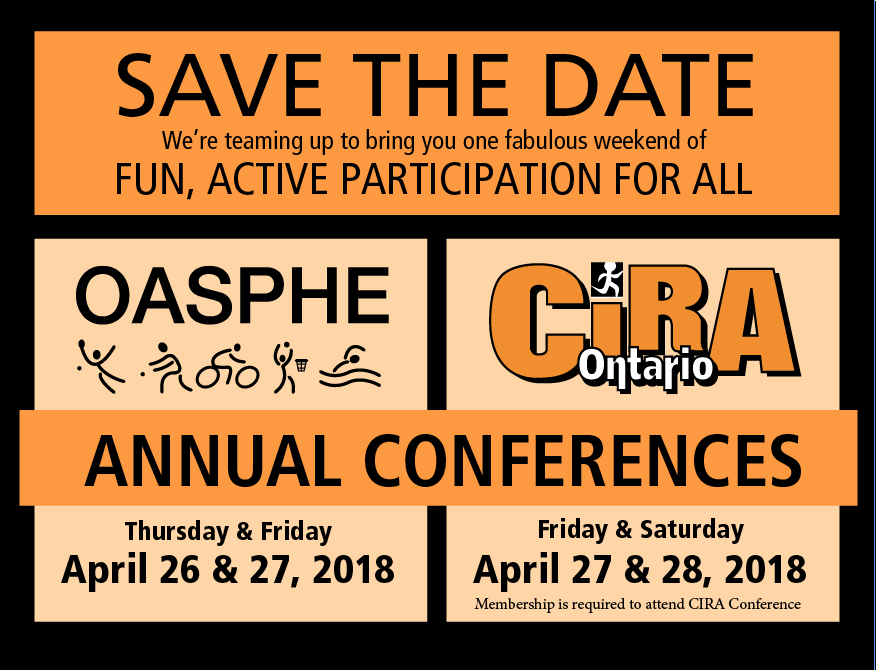 SAVE THE DATE
We're teaming up to bring you one fabulous weekend of
FUN, ACTIVE PARTICIPATION FOR ALL
OASPHE
CiRA
Ontario
ANNUAL CONFERENCES
Thursday & Friday
April 26 & 27, 2018
Friday & Saturday
April 27 & 28, 2018
Membership is required to attend CIRA Conference